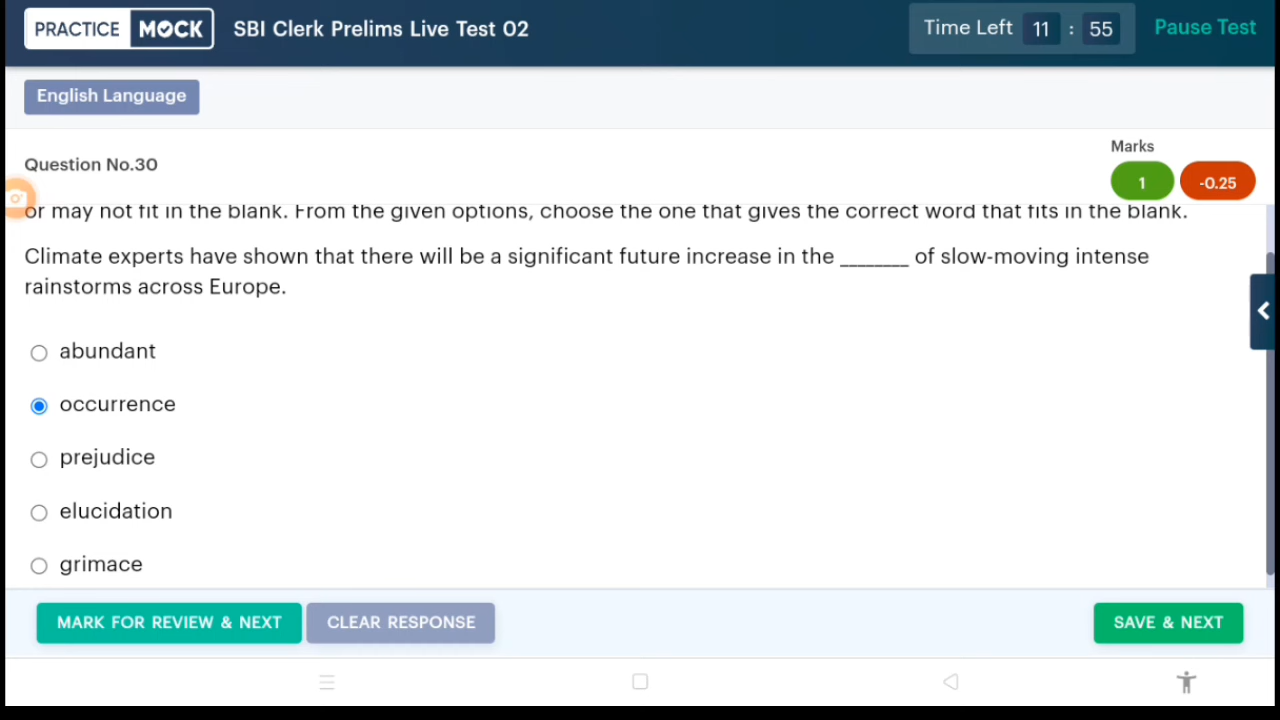 PRACTICE MOCK SBI Clerk Prelims Live Test 02 Time Left 11 : 55 Pause Test
English Language
Question No.30
Marks
1 -0.25
or may not fit in the blank. From the given options, choose the one that gives the correct word that fits in the blank.
Climate experts have shown that there will be a significant future increase in the ________ of slow-moving intense
rainstorms across Europe.
abundant
occurrence
prejudice
elucidation
grimace
MARK FOR REVIEW & NEXT CLEAR RESPONSE SAVE & NEXT